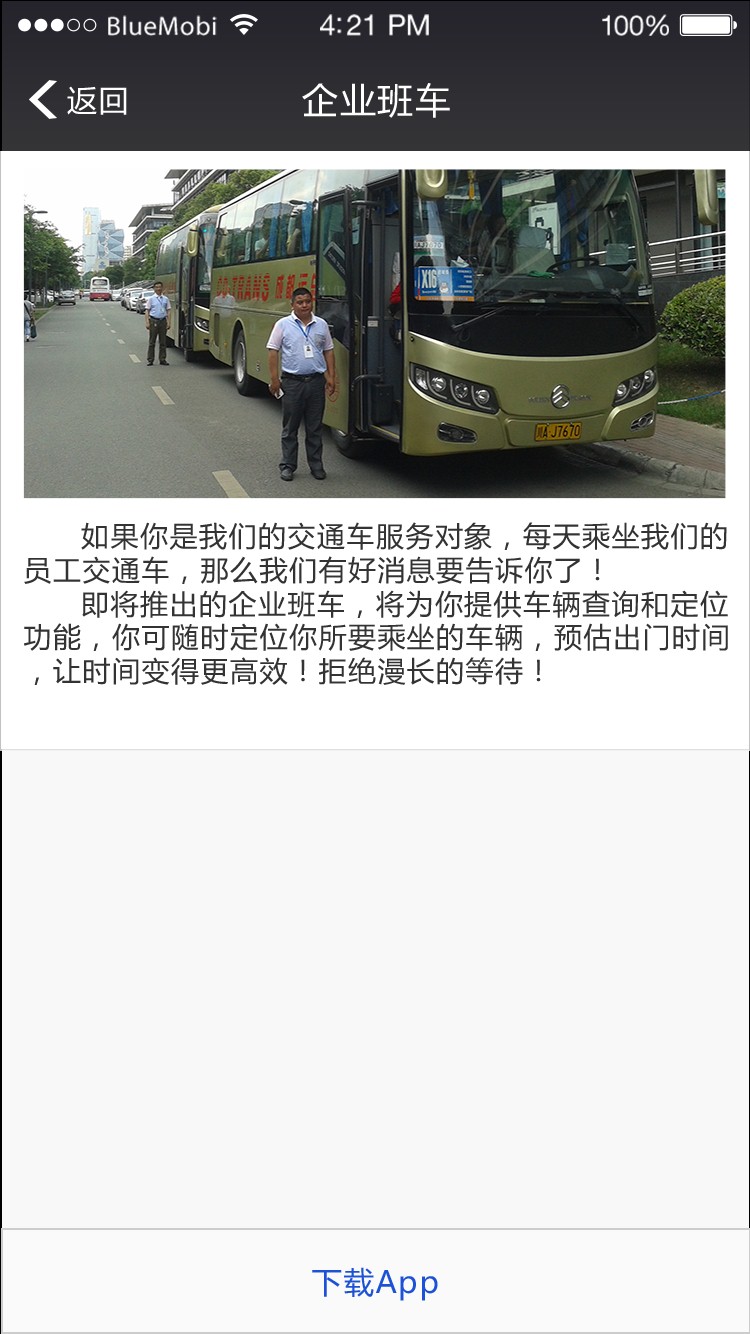 BlueMobi 4:21 PM 100%
返回 企业班车
X16
川A·J7670
如果你是我们的交通车服务对象，每天乘坐我们的
员工交通车，那么我们有好消息要告诉你了！
即将推出的企业班车，将为你提供车辆查询和定位
功能，你可随时定位你所要乘坐的车辆，预估出门时间
，让时间变得更高效！拒绝漫长的等待！
下载App